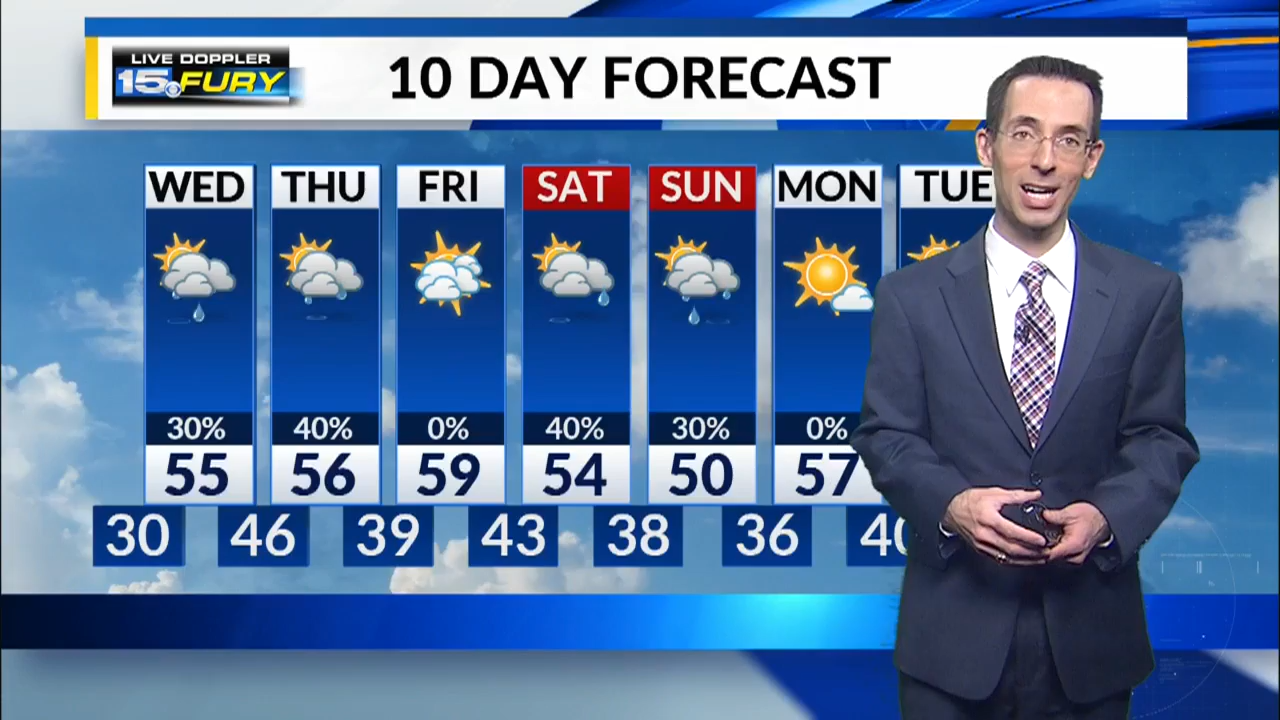 LIVE DOPPLER
15 FURY
10 DAY FORECAST
WED THU FRI SAT SUN MON TUE
30% 40% 0% 40% 30% 0%
55 56 59 54 50 57
30 46 39 43 38 36 40